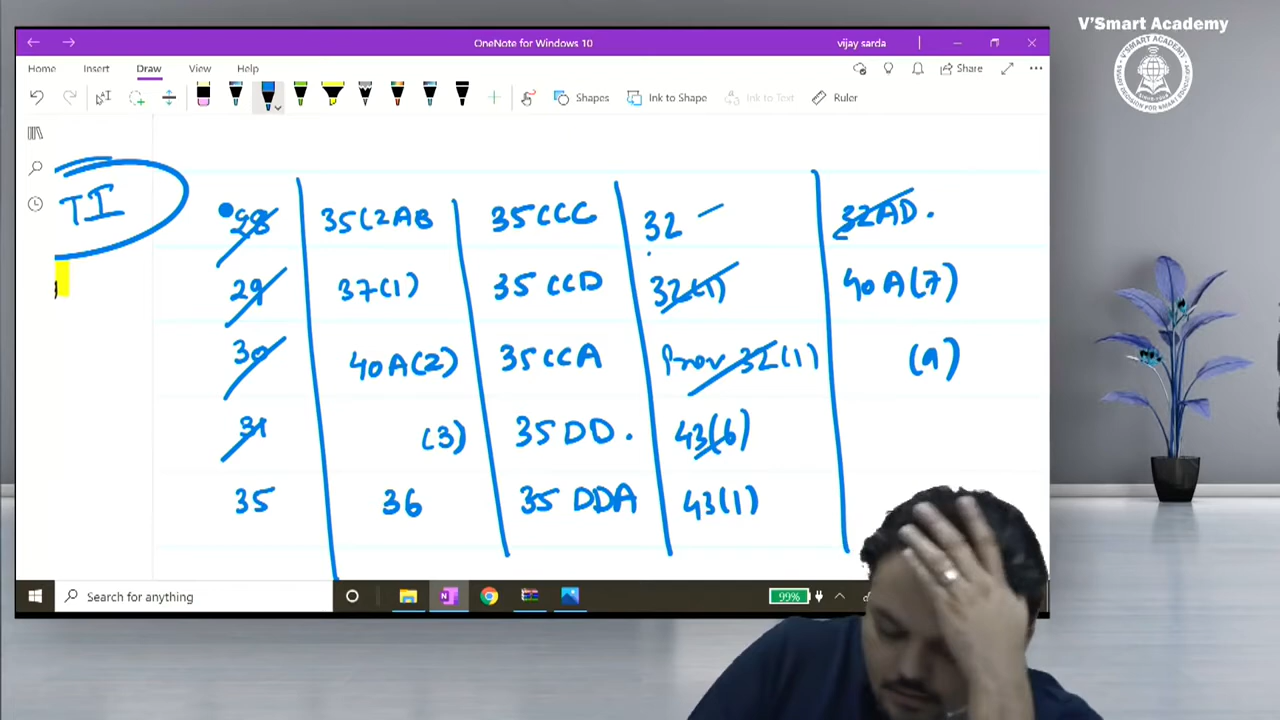 V'Smart Academy
OneNote for Windows 10
vijay sarda
Home Insert Draw View Help
Share
Shapes Ink to Shape Ink to Text Ruler
TI
28 35(2AB 35CCC 32 32AD.
29 37(1) 35 CCD 32(1) 40A(7)
30 40A(2) 35CCA Prov 32(1) (9)
31 (3) 35DD. 43(6)
35 36 35 DDA 43(1)
Search for anything
99%